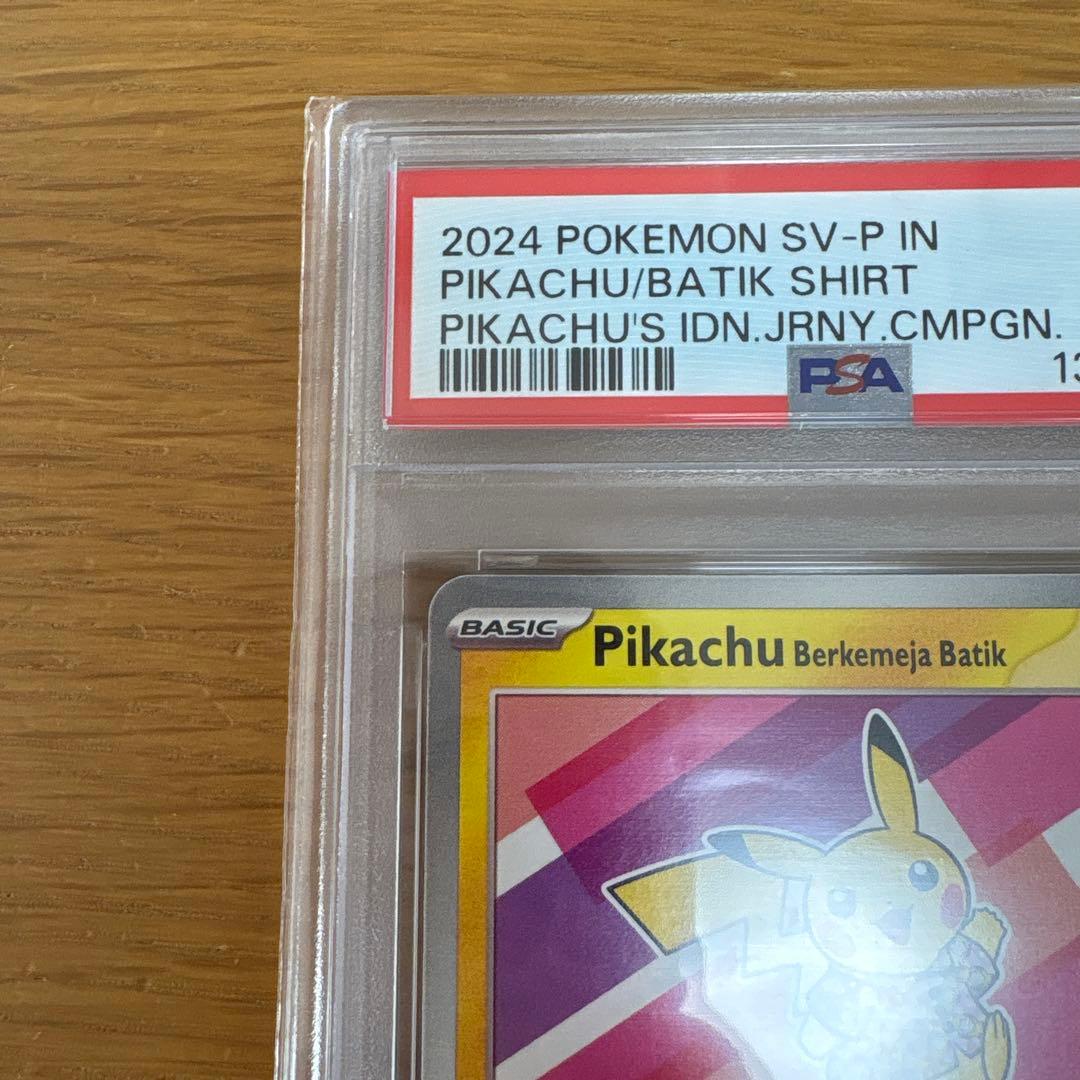 2024 POKEMON SV-P IN
PIKACHU/BATIK SHIRT
PIKACHU'S IDN.JRNY.CMPGN.
PSA
BASIC
Pikachu Berkemeja Batik